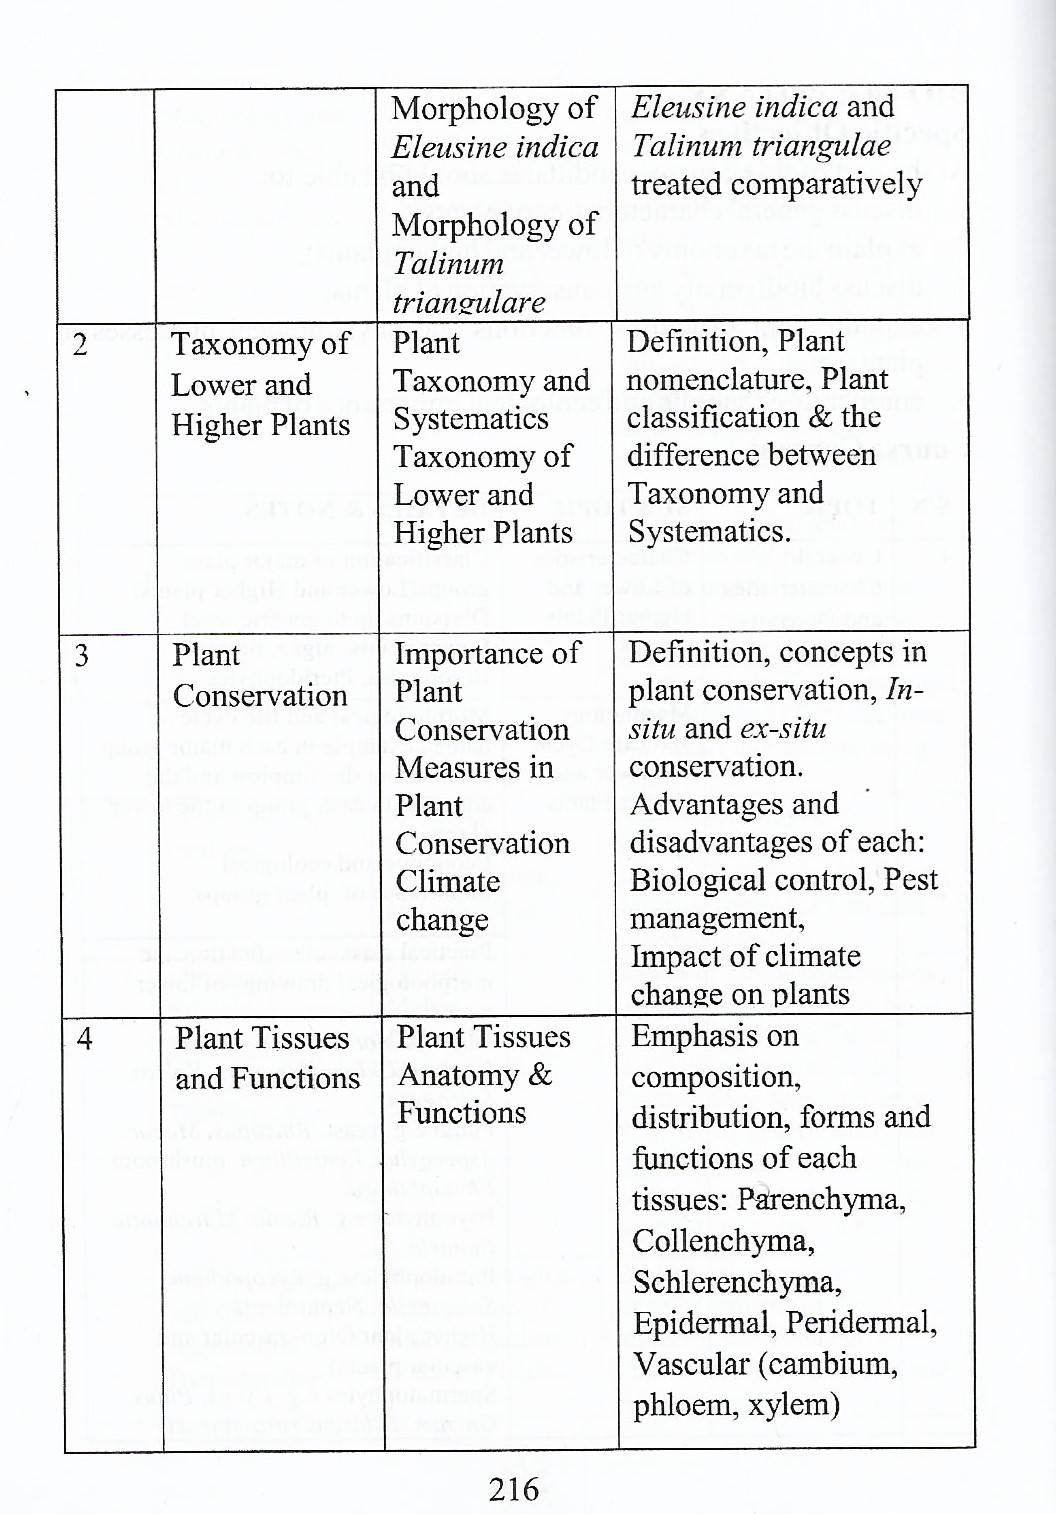 Morphology of
Eleusine indica
and
Morphology of
Talinum
triangulare
Eleusine indica and
Talinum triangulae
treated comparatively
2
Taxonomy of
Lower and
Higher Plants
Plant
Taxonomy and
Systematics
Taxonomy of
Lower and
Higher Plants
Definition, Plant
nomenclature, Plant
classification & the
difference between
Taxonomy and
Systematics.
3
Plant
Conservation
Importance of
Plant
Conservation
Measures in
Plant
Conservation
Climate
change
Definition, concepts in
plant conservation, In-
situ and ex-situ
conservation.
Advantages and
disadvantages of each:
Biological control, Pest
management,
Impact of climate
change on plants
4
Plant Tissues
and Functions
Plant Tissues
Anatomy &
Functions
Emphasis on
composition,
distribution, forms and
functions of each
tissues: Parenchyma,
Collenchyma,
Schlerenchyma,
Epidermal, Peridermal,
Vascular (cambium,
phloem, xylem)
216